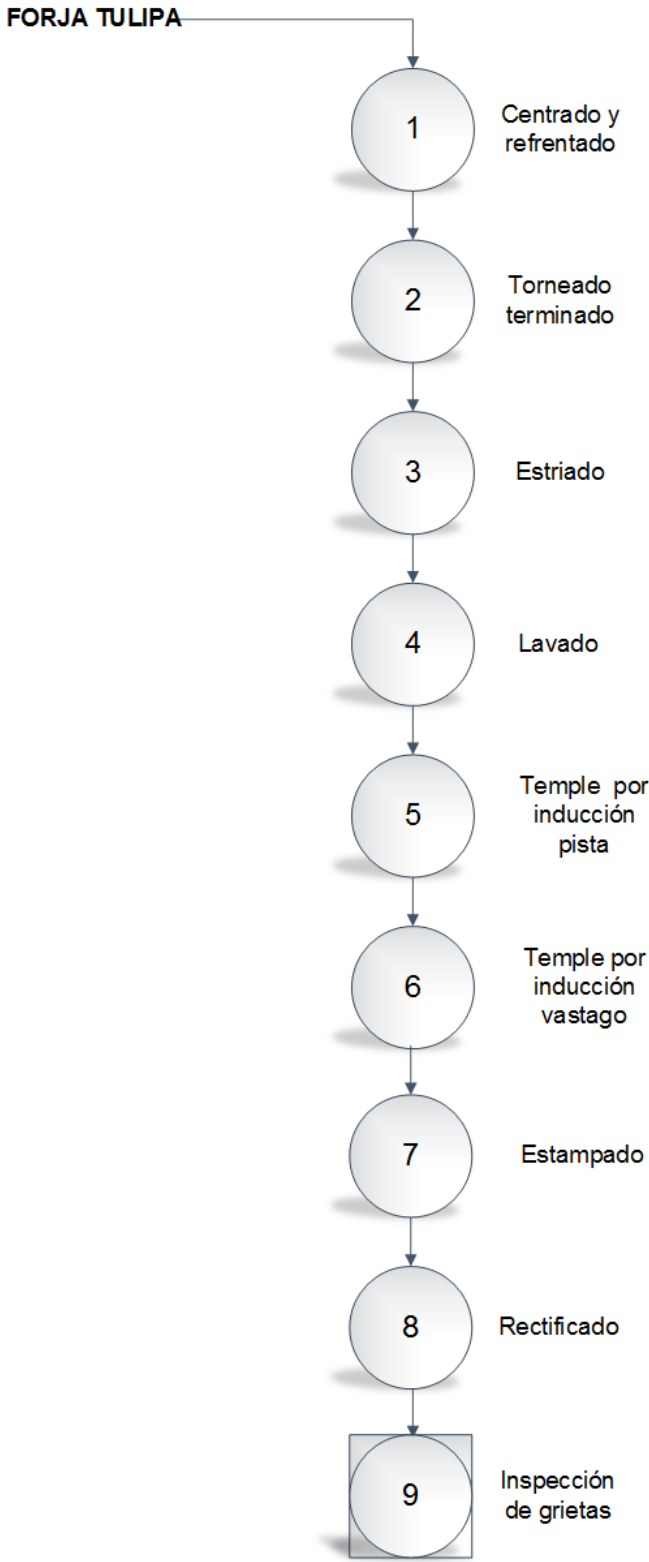 FORJA TULIPA
1
Centrado y
refrentado
2
Torneado
terminado
3
Estriado
4
Lavado
5
Temple por
inducción
pista
6
Temple por
inducción
vastago
7
Estampado
8
Rectificado
9
Inspección
de grietas